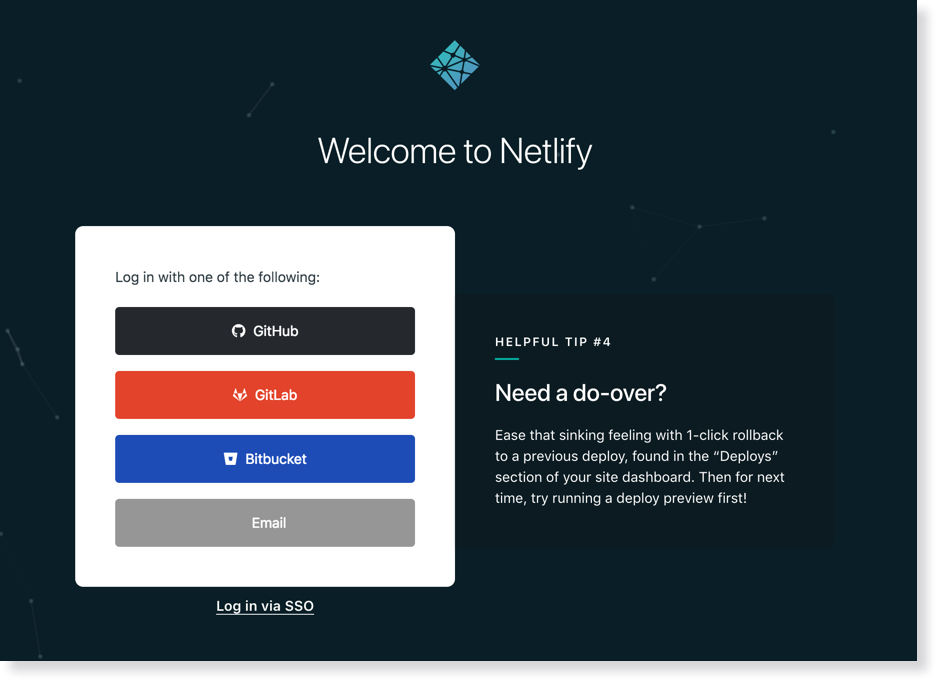 Welcome to Netlify
Log in with one of the following:
GitHub
GitLab
Bitbucket
Email
Log in via SSO
HELPFUL TIP #4
Need a do-over?
Ease that sinking feeling with 1-click rollback
to a previous deploy, found in the “Deploys”
section of your site dashboard. Then for next
time, try running a deploy preview first!